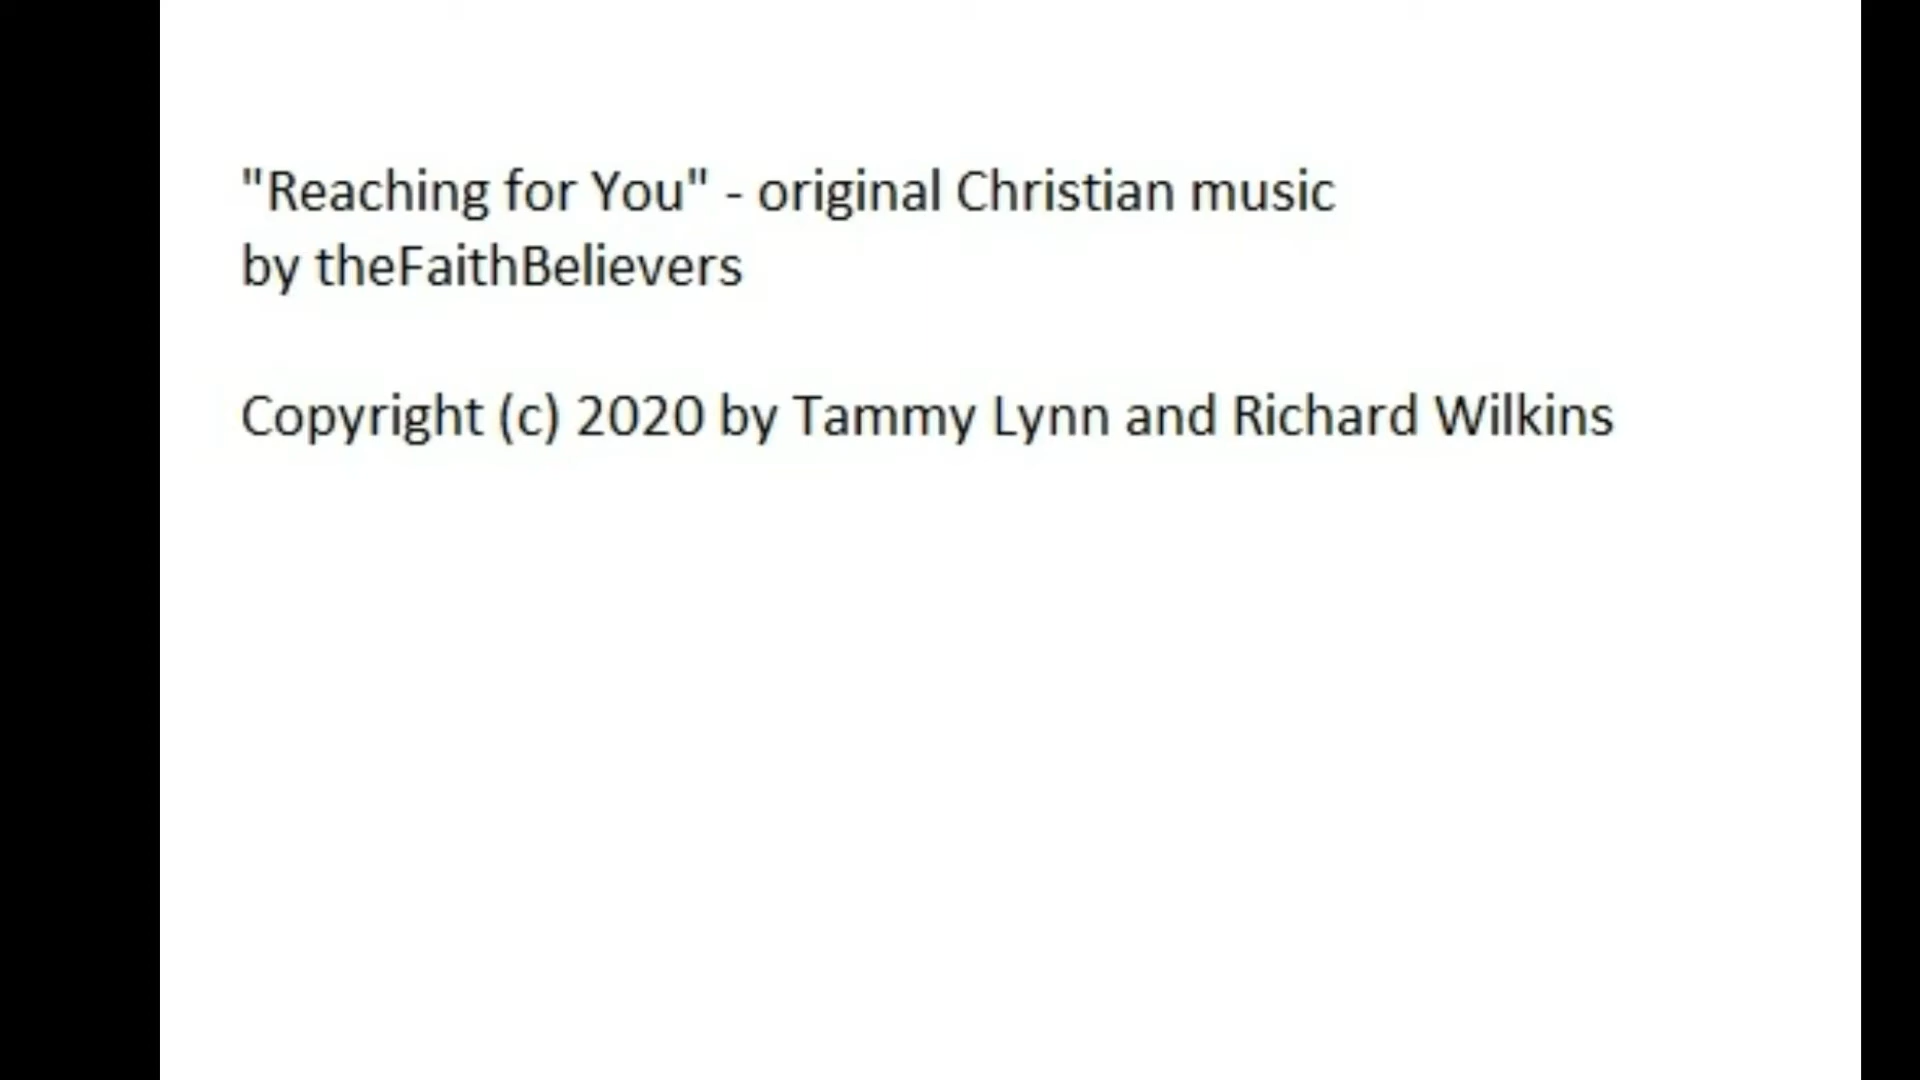 "Reaching for You" - original Christian music
by theFaithBelievers
Copyright (c) 2020 by Tammy Lynn and Richard Wilkins